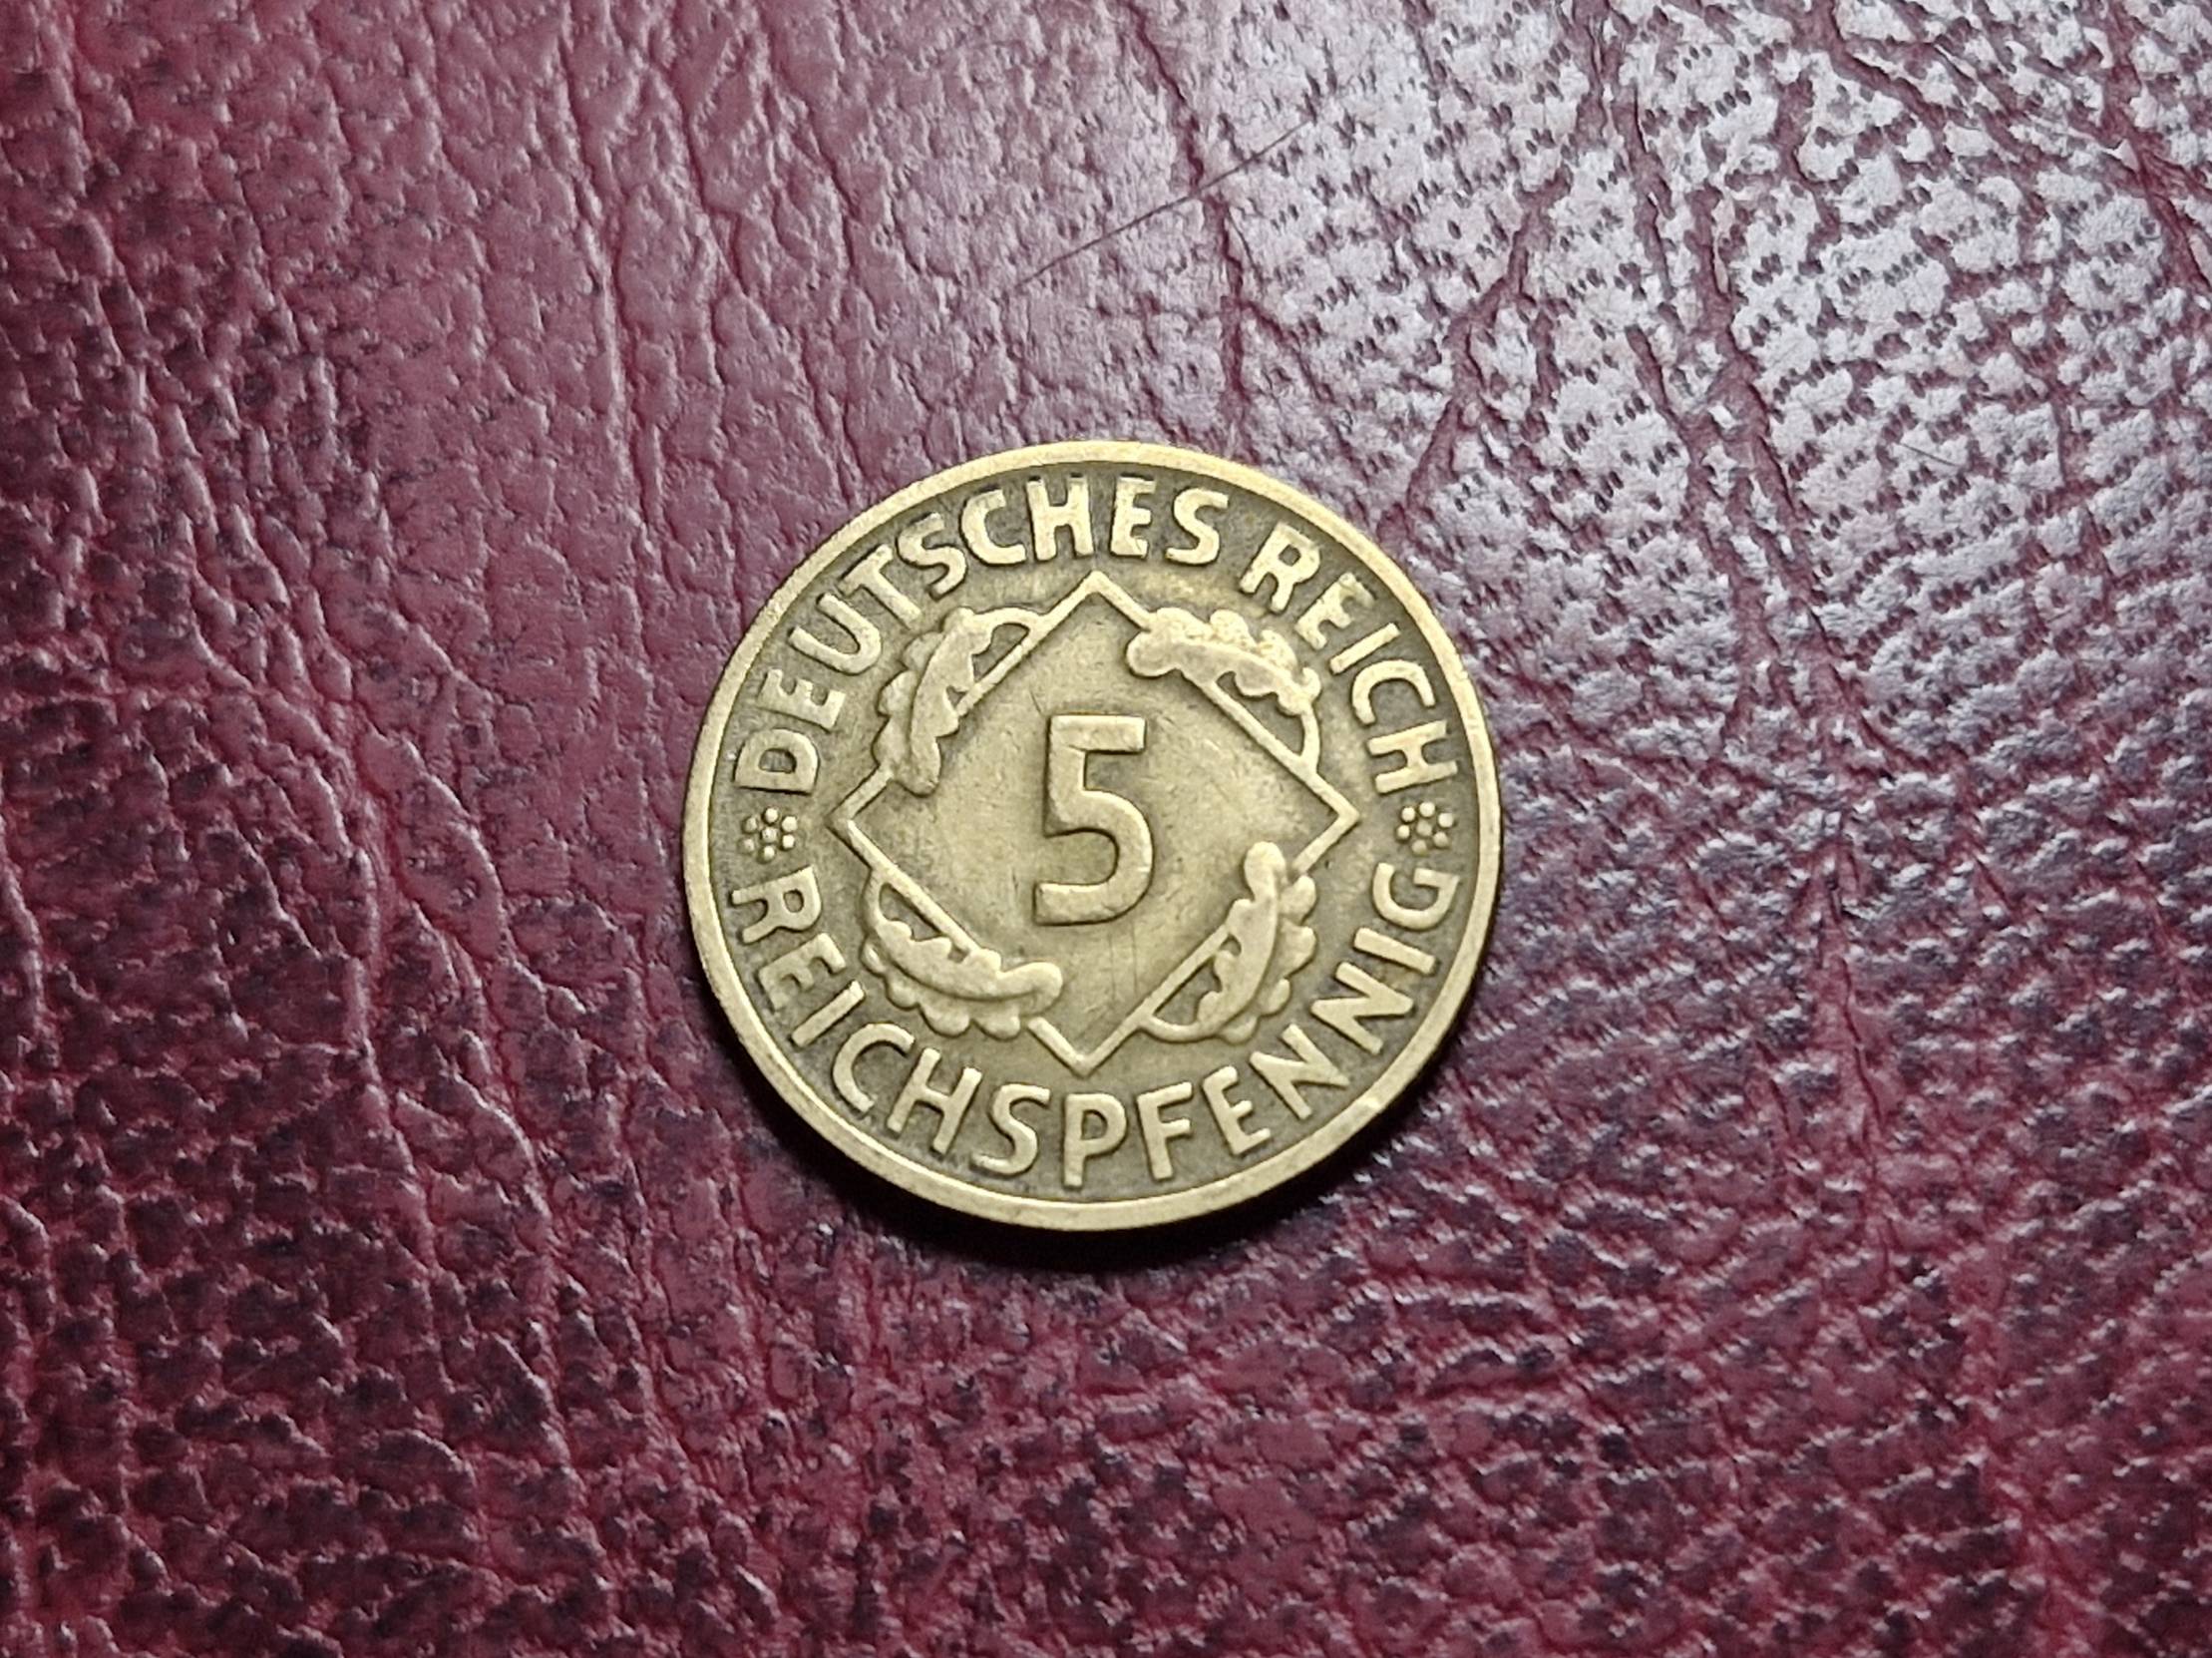 DEUTSCHES REICH
5
REICHSPFENNIG